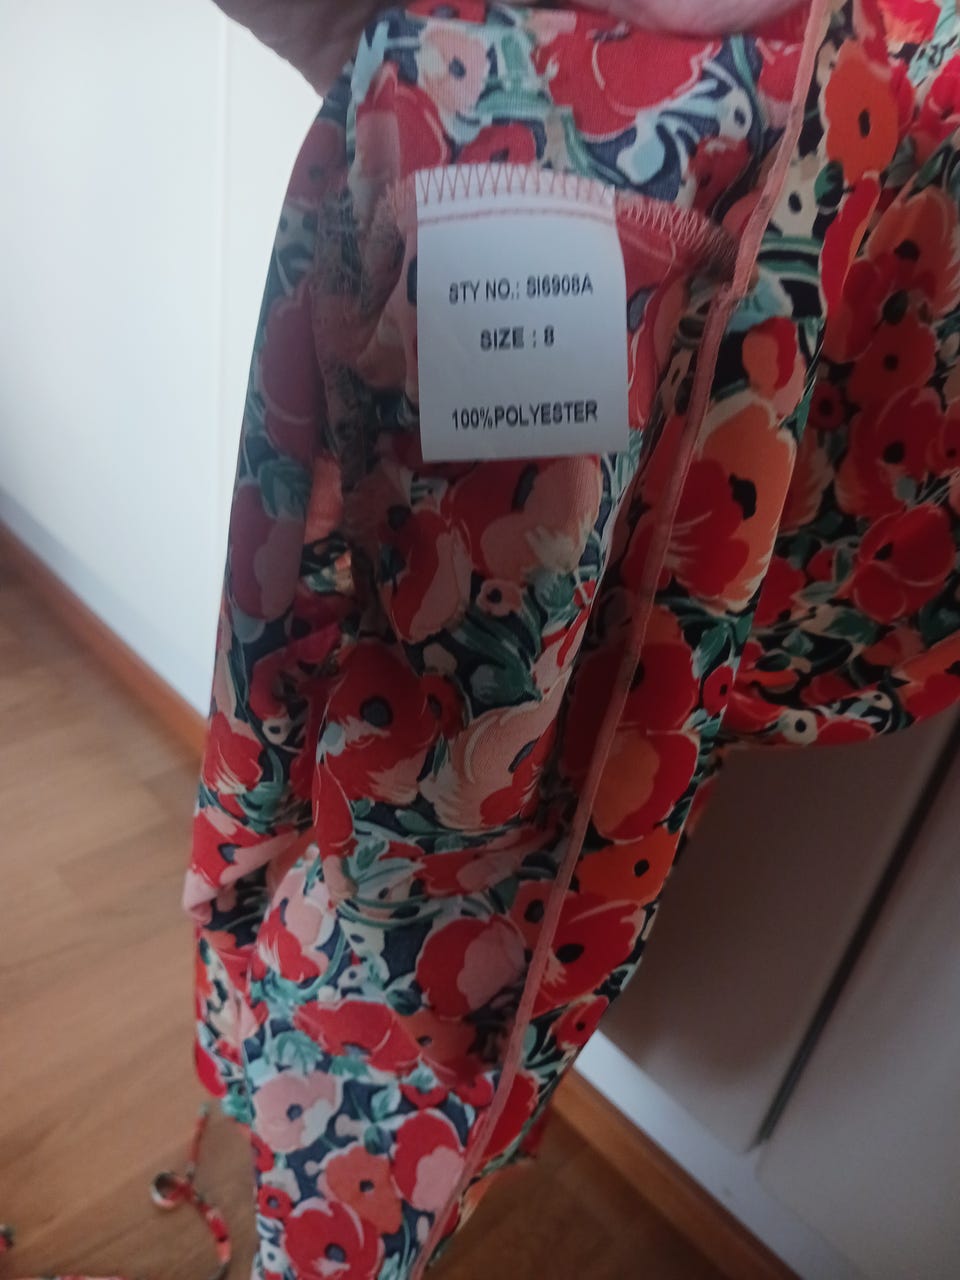 STY NO.: SI6908A
SIZE : 8
100%POLYESTER